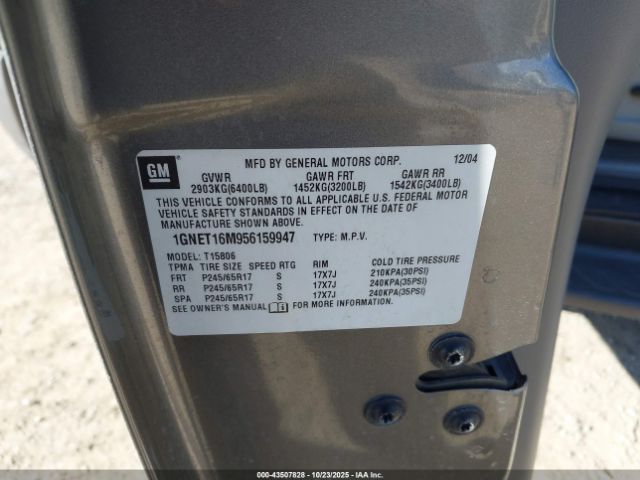 GM
MFD BY GENERAL MOTORS CORP. 12/04
GVWR GAWR FRT GAWR RR
2903KG(6400LB) 1452KG(3200LB) 1542KG(3400LB)
THIS VEHICLE CONFORMS TO ALL APPLICABLE U.S. FEDERAL MOTOR
VEHICLE SAFETY STANDARDS IN EFFECT ON THE DATE OF
MANUFACTURE SHOWN ABOVE.
1GNET16M956159947 TYPE: M.P.V.
MODEL: T15806
TPMA TIRE SIZE SPEED RTG RIM COLD TIRE PRESSURE
FRT P245/65R17 S 17X7J 210KPA(30PSI)
RR P245/65R17 S 17X7J 240KPA(35PSI)
SPA P245/65R17 S 17X7J 240KPA(35PSI)
SEE OWNER'S MANUAL FOR MORE INFORMATION.
000-43507828 - 10/23/2025 - IAAI.com